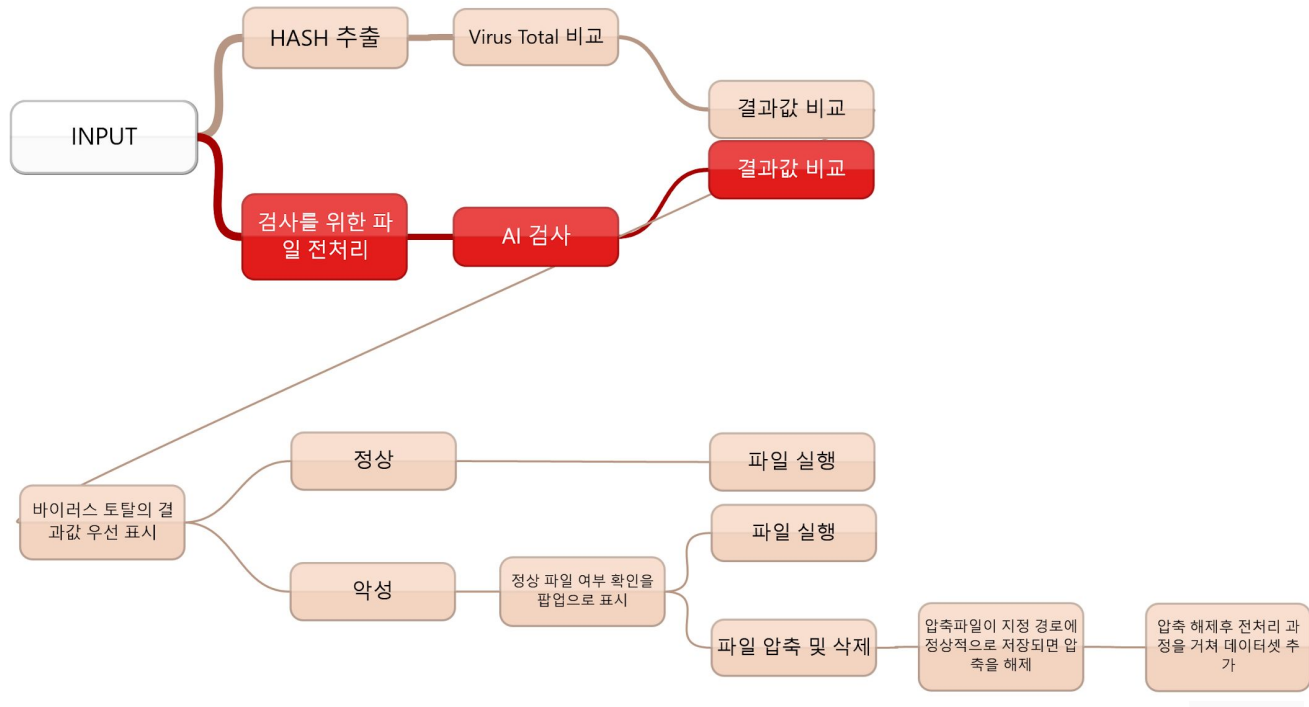 HASH 추출
Virus Total 비교
결과값 비교
INPUT
결과값 비교
검사를 위한 파
일 전처리
AI 검사
정상
파일 실행
바이러스 토탈의 결
과값 우선 표시
파일 실행
악성
정상 파일 여부 확인을
팝업으로 표시
파일 압축 및 삭제
압축파일이 지정 경로에
정상적으로 저장되면 압
축을 해제
압축 해제후 전처리 과
정을 거쳐 데이터셋 추
가